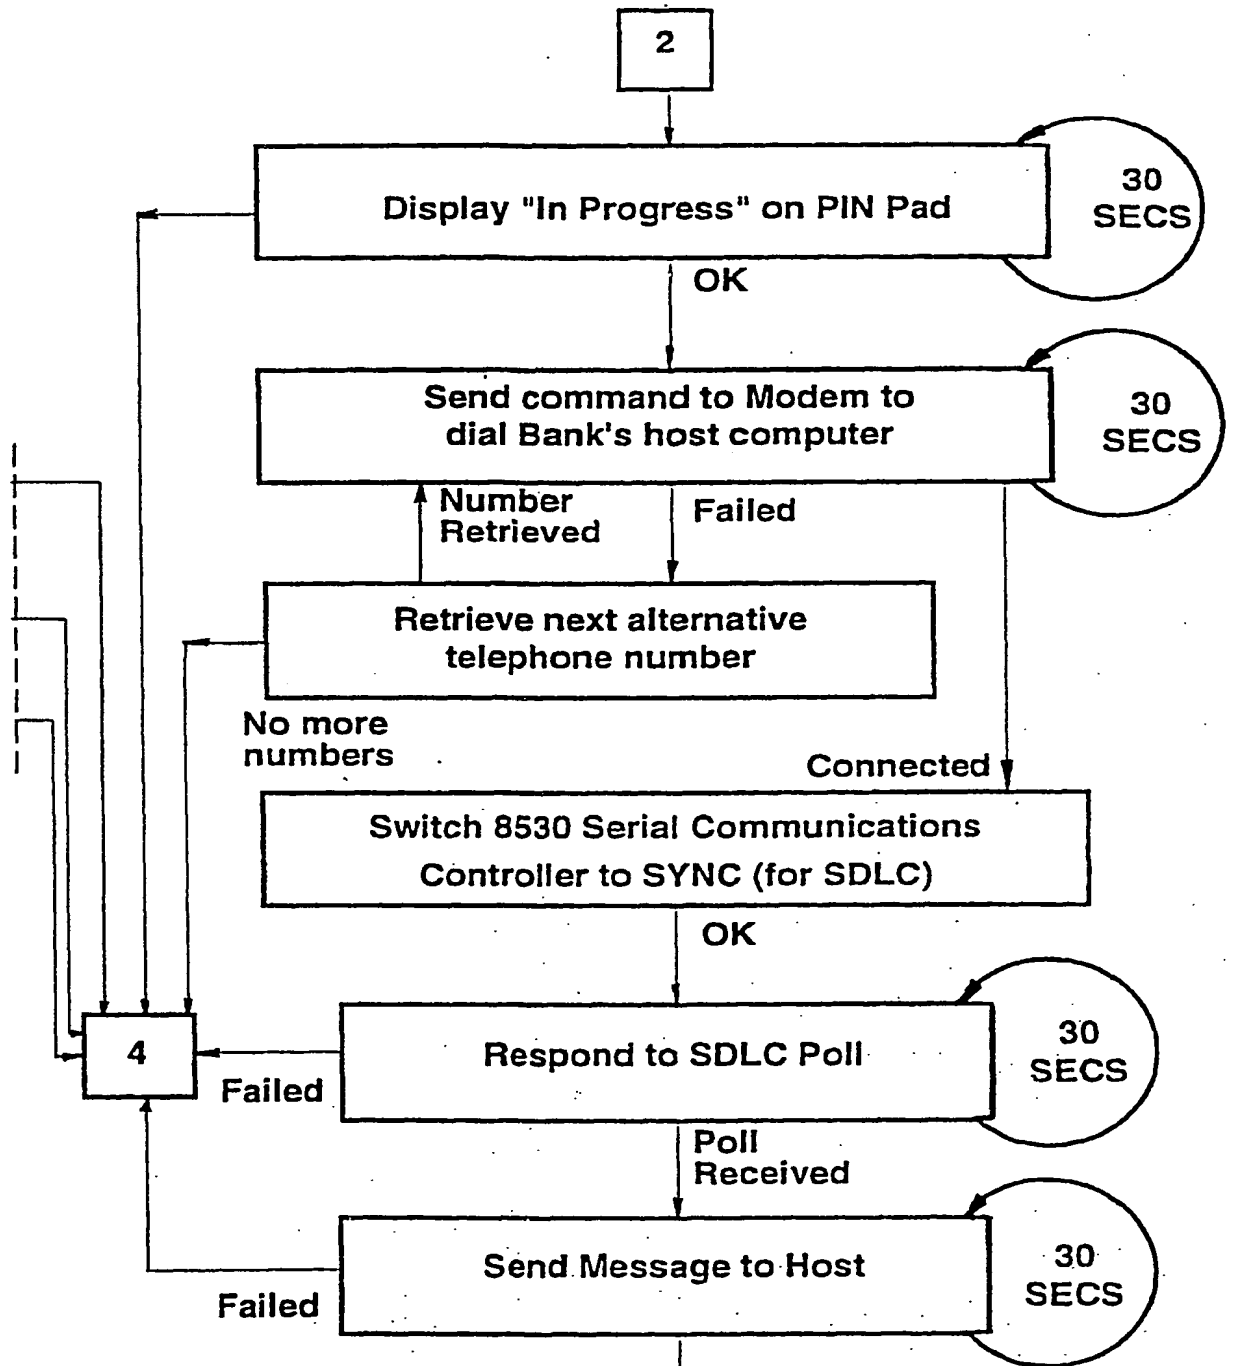 2
Display "In Progress" on PIN Pad
30
SECS
OK
Send command to Modem to
dial Bank's host computer
30
SECS
Number
Retrieved
Failed
Retrieve next alternative
telephone number
No more
numbers
Connected
Switch 8530 Serial Communications
Controller to SYNC (for SDLC)
OK
4
Failed
Respond to SDLC Poll
30
SECS
Poll
Received
Send Message to Host
30
SECS
Failed